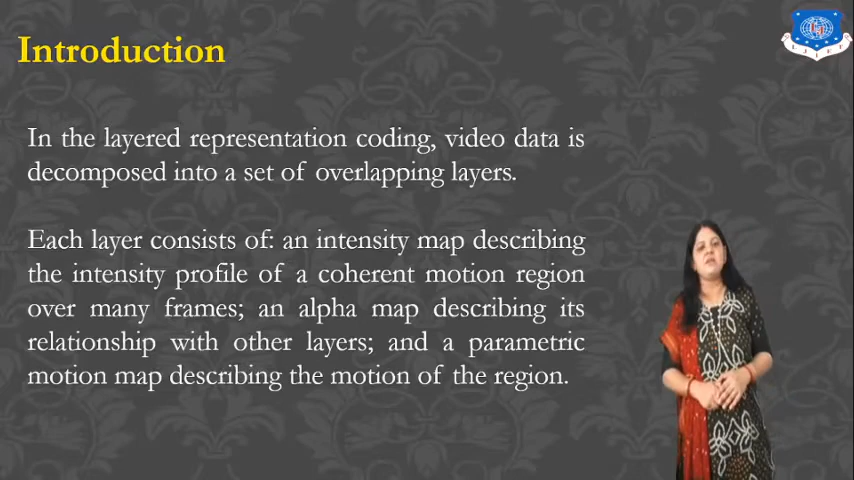 Introduction
In the layered representation coding, video data is
decomposed into a set of overlapping layers.
Each layer consists of: an intensity map describing
the intensity profile of a coherent motion region
over many frames; an alpha map describing its
relationship with other layers; and a parametric
motion map describing the motion of the region.
LJIET